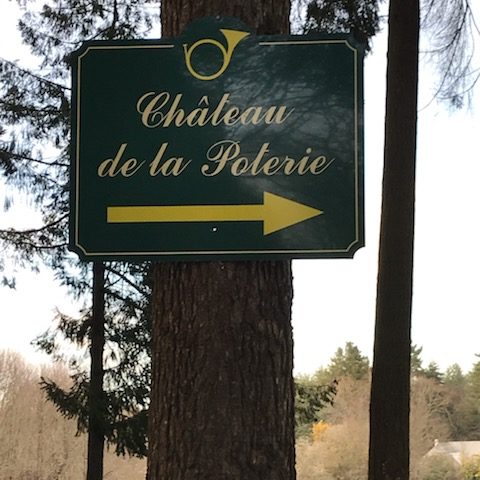 Château
de la Poterie